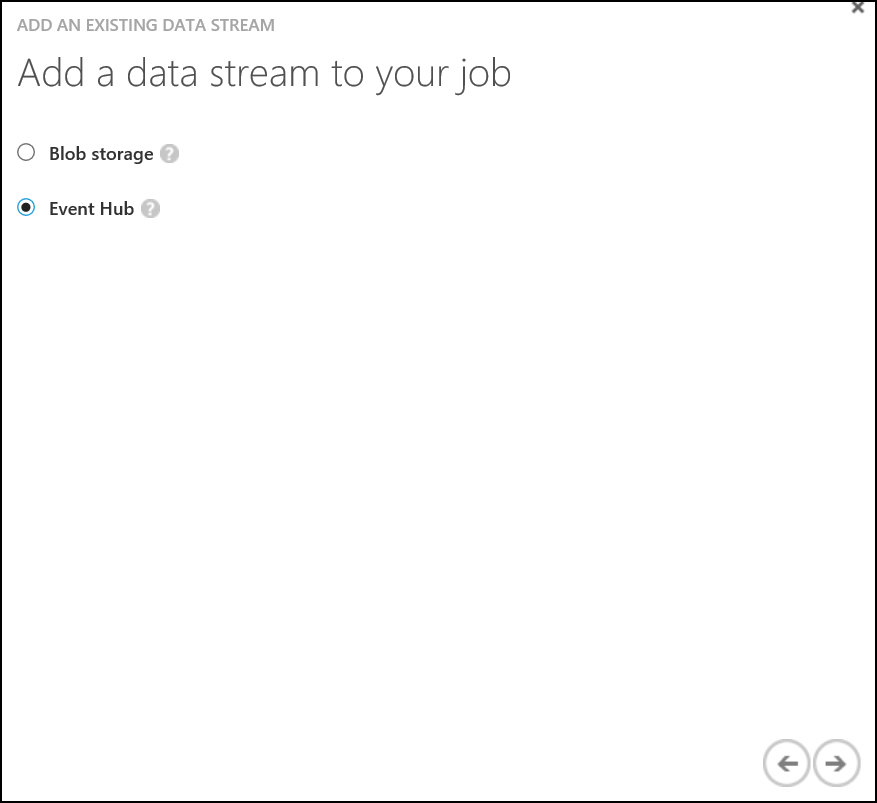 ADD AN EXISTING DATA STREAM
Add a data stream to your job
Blob storage ?
Event Hub ?